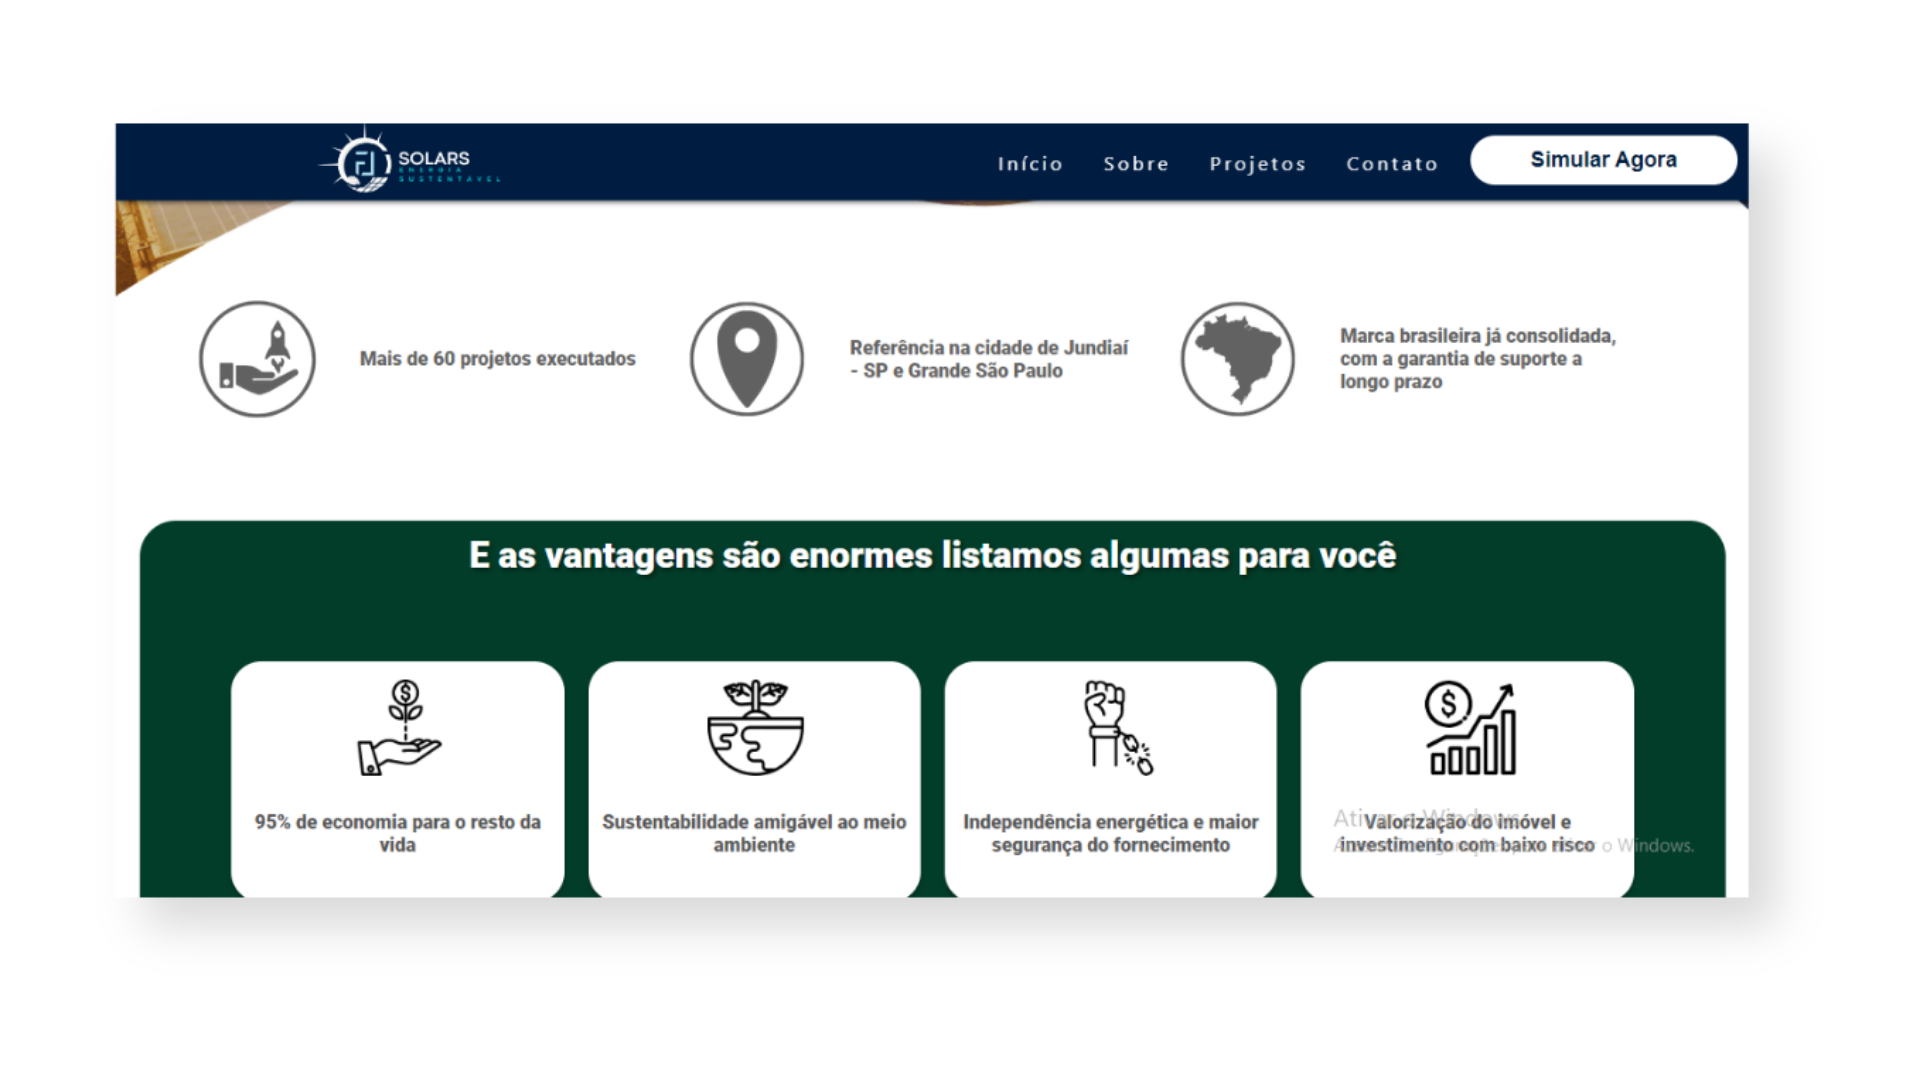 SOLARS
ENERGIA
SUSTENTÁVEL
Início Sobre Projetos Contato Simular Agora
Mais de 60 projetos executados
Referência na cidade de Jundiaí
- SP e Grande São Paulo
Marca brasileira já consolidada,
com a garantia de suporte a
longo prazo
E as vantagens são enormes listamos algumas para você
95% de economia para o resto da
vida
Sustentabilidade amigável ao meio
ambiente
Independência energética e maior
segurança do fornecimento
Valorização do imóvel e
investimento com baixo risco
Ativar o Windows
o Windows.